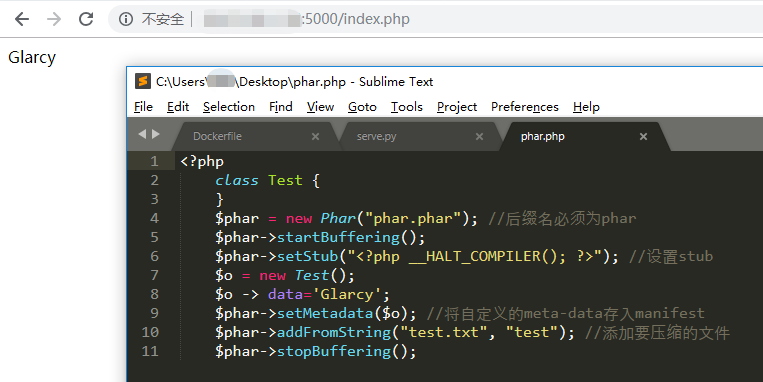 不安全 | :5000/index.php
Glarcy
C:\Users\ \Desktop\phar.php - Sublime Text
File Edit Selection Find View Goto Tools Project Preferences Help
Dockerfile × serve.py × phar.php ×
1 <?php
2 class Test {
3 }
4 $phar = new Phar("phar.phar"); //后缀名必须为phar
5 $phar->startBuffering();
6 $phar->setStub("<?php __HALT_COMPILER(); ?>"); //设置stub
7 $o = new Test();
8 $o -> data='Glarcy';
9 $phar->setMetadata($o); //将自定义的meta-data存入manifest
10 $phar->addFromString("test.txt", "test"); //添加要压缩的文件
11 $phar->stopBuffering();